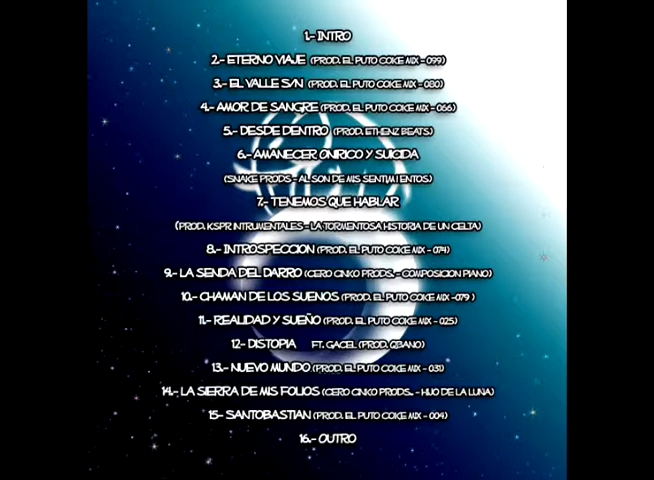 1.- INTRO
2.- ETERNO VIAJE (PROD. EL PUTO COKE MIX - 099)
3.- EL VALLE S/N (PROD. EL PUTO COKE MIX - 080)
4.- AMOR DE SANGRE (PROD. EL PUTO COKE MIX - 066)
5.- DESDE DENTRO (PROD. ETHENZ BEATS)
6.- AMANECER ONIRICO Y SUICIDA
(SNAKE PRODS - AL SON DE MIS SENTIMIENTOS)
7.- TENEMOS QUE HABLAR
(PROD. KSPR INTRUMENTALES - LA TORMENTOSA HISTORIA DE UN CELTA)
8.- INTROSPECCION (PROD. EL PUTO COKE MIX - 074)
9.- LA SENDA DEL DARRO (CERO CINKO PRODS. - COMPOSICION PIANO)
10.- CHAMAN DE LOS SUENOS (PROD. EL PUTO COKE MIX -079 )
11.- REALIDAD Y SUEÑO (PROD. EL PUTO COKE MIX - 025)
12.- DISTOPIA FT. GACEL (PROD. QBANO)
13.- NUEVO MUNDO (PROD. EL PUTO COKE MIX - 031)
14.- LA SIERRA DE MIS FOLIOS (CERO CINKO PRODS. - HIJO DE LA LUNA)
15.- SANTOBASTIAN (PROD. EL PUTO COKE MIX - 004)
16.- OUTRO